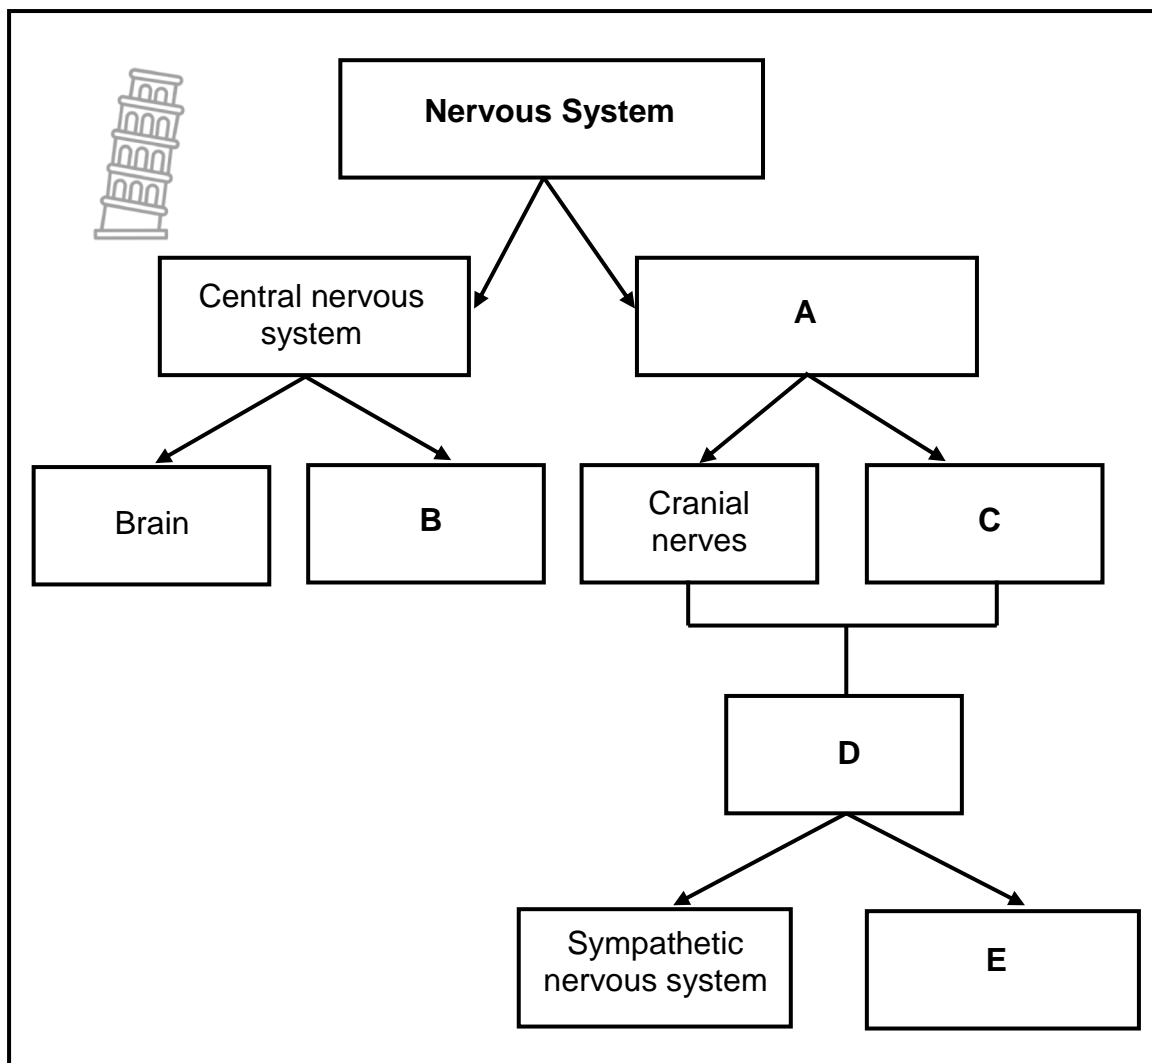 Nervous System
Central nervous
system
A
Brain
B
Cranial
nerves
C
D
Sympathetic
nervous system
E